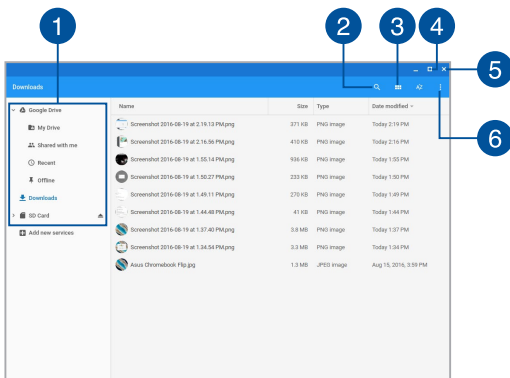 1
2
3
4
5
6
Downloads
AZ
Google Drive
My Drive
Shared with me
Recent
Offline
Downloads
SD Card
Add new services
Name Size Type Date modified
Screenshot 2016-08-19 at 2.19.13 PM.png 371 KB PNG image Today 2:19 PM
Screenshot 2016-08-19 at 2.16.56 PM.png 410 KB PNG image Today 2:16 PM
Screenshot 2016-08-19 at 1.55.14 PM.png 936 KB PNG image Today 1:55 PM
Screenshot 2016-08-19 at 1.50.27 PM.png 233 KB PNG image Today 1:50 PM
Screenshot 2016-08-19 at 1.49.11 PM.png 270 KB PNG image Today 1:49 PM
Screenshot 2016-08-19 at 1.44.48 PM.png 41 KB PNG image Today 1:44 PM
Screenshot 2016-08-19 at 1.37.40 PM.png 3.8 MB PNG image Today 1:37 PM
Screenshot 2016-08-19 at 1.34.54 PM.png 3.3 MB PNG image Today 1:34 PM
Asus Chromebook Flip.jpg 1.3 MB JPEG image Aug 15, 2016, 3:59 PM